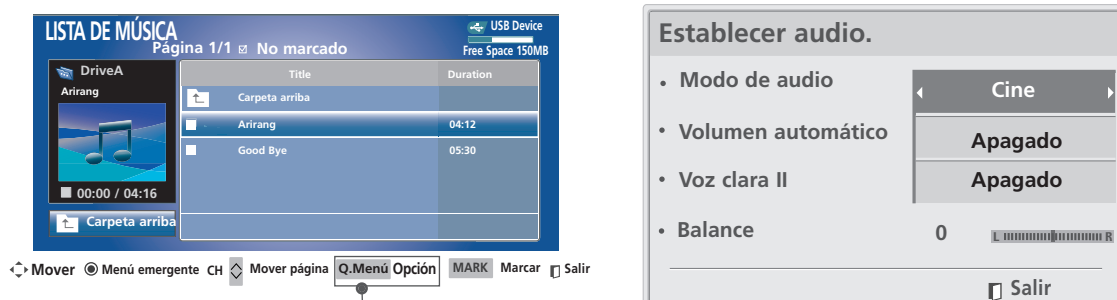 LISTA DE MÚSICA
Página 1/1 No marcado
USB Device
Free Space 150MB
DriveA
Arirang
00:00 / 04:16
Carpeta arriba
Title Duration
Carpeta arriba
Arirang 04:12
Good Bye 05:30
Mover Menú emergente CH Mover página Q.Menú Opción MARK Marcar Salir
Establecer audio.
• Modo de audio Cine
• Volumen automático Apagado
• Voz clara II Apagado
• Balance 0 L R
Salir